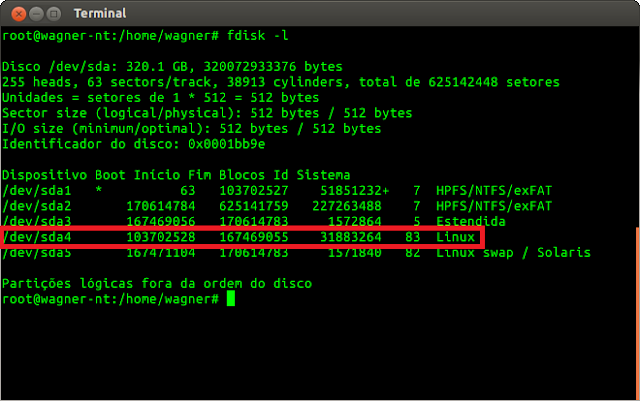 Terminal
root@wagner-nt:/home/wagner# fdisk -l
Disco /dev/sda: 320.1 GB, 320072933376 bytes
255 heads, 63 sectors/track, 38913 cylinders, total de 625142448 setores
Unidades = setores de 1 * 512 = 512 bytes
Sector size (logical/physical): 512 bytes / 512 bytes
I/O size (minimum/optimal): 512 bytes / 512 bytes
Identificador do disco: 0x0001bb9e
Dispositivo Boot Início Fim Blocos Id Sistema
/dev/sda1 * 63 103702527 51851232+ 7 HPFS/NTFS/exFAT
/dev/sda2 170614784 625141759 227263488 7 HPFS/NTFS/exFAT
/dev/sda3 167469056 170614783 1572864 5 Estendida
/dev/sda4 103702528 167469055 31883264 83 Linux
/dev/sda5 167471104 170614783 1571840 82 Linux swap / Solaris
Partições lógicas fora da ordem do disco
root@wagner-nt:/home/wagner#